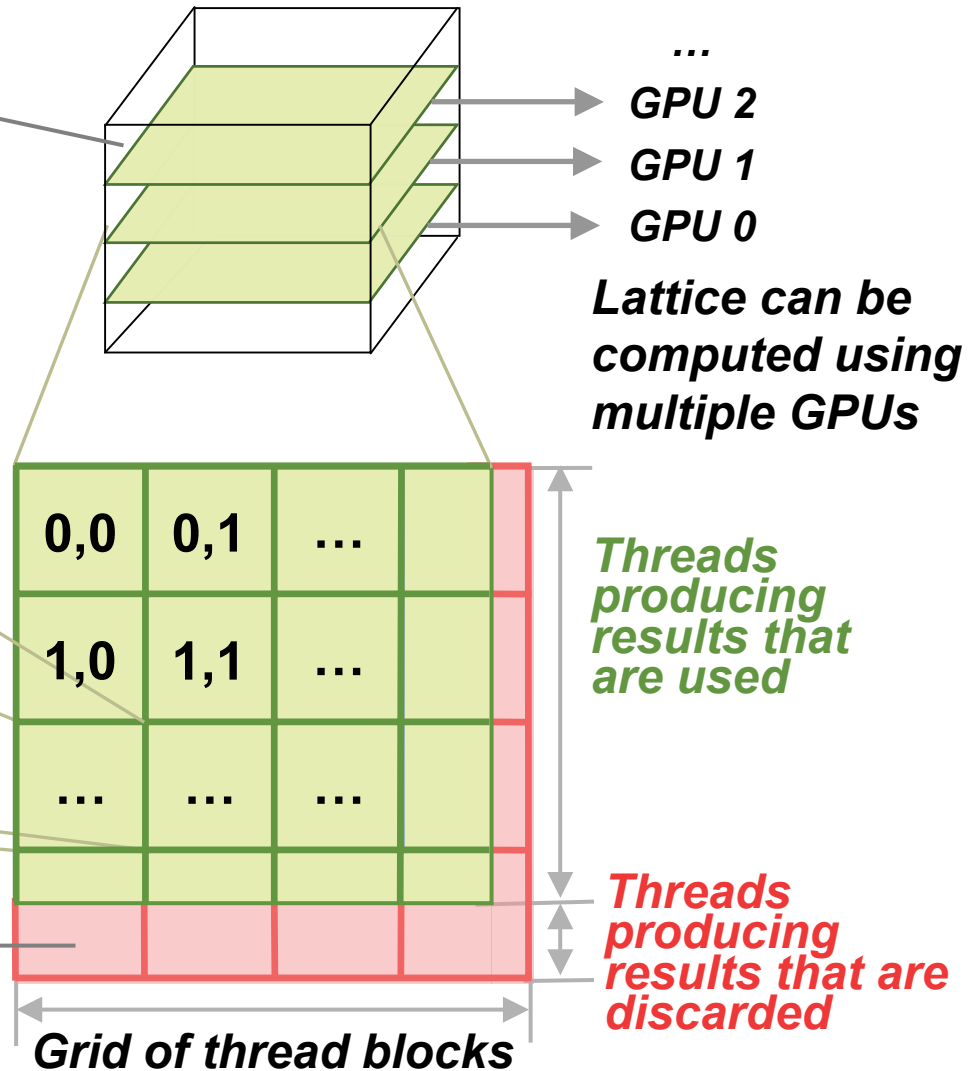 ...
GPU 2
GPU 1
GPU 0
Lattice can be
computed using
multiple GPUs
0,0 0,1 ...
1,0 1,1 ...
... ... ...
Threads
producing
results that
are used
Threads
producing
results that are
discarded
Grid of thread blocks